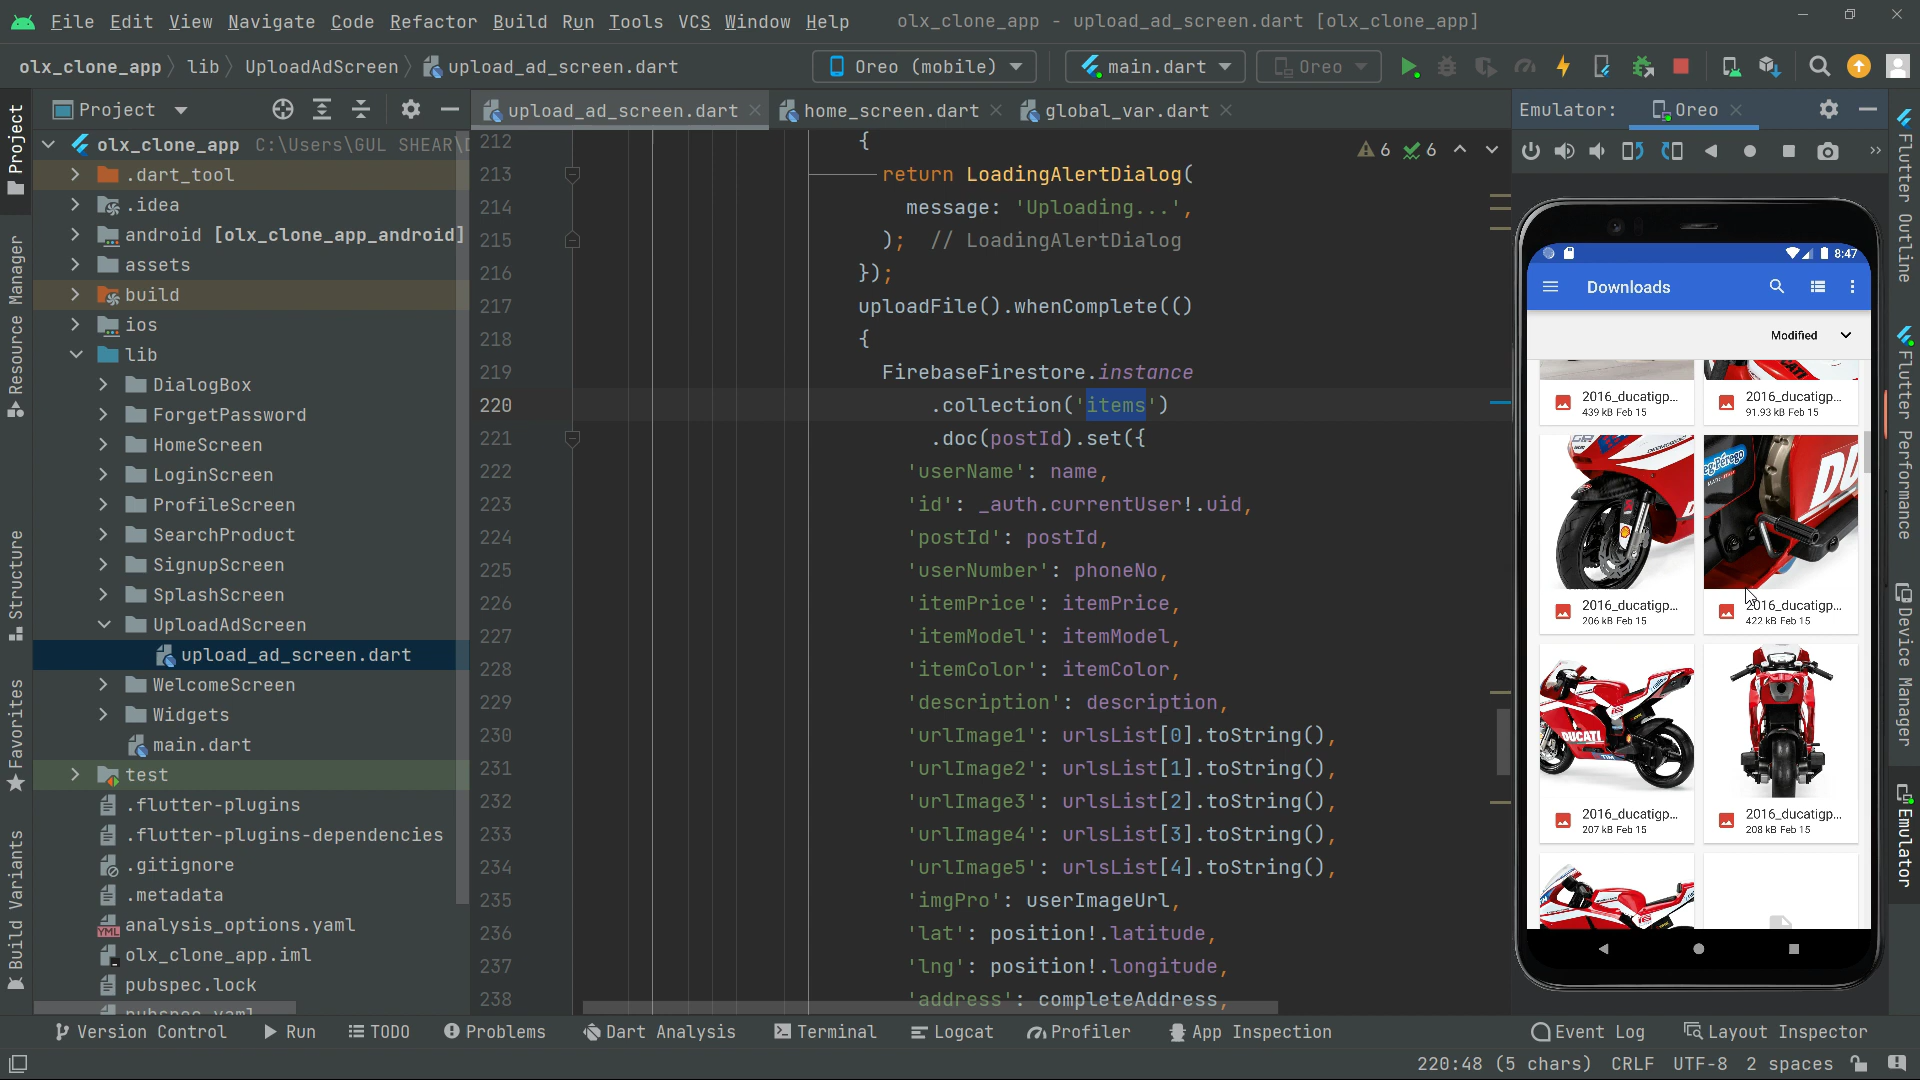 File Edit View Navigate Code Refactor Build Run Tools VCS Window Help olx_clone_app - upload_ad_screen.dart [olx_clone_app]
olx_clone_app lib UploadAdScreen upload_ad_screen.dart Oreo (mobile) main.dart Oreo
Project upload_ad_screen.dart home_screen.dart global_var.dart Emulator: Oreo
olx_clone_app C:\Users\GUL SHEAR\
.dart_tool
.idea
android [olx_clone_app_android]
assets
build
ios
lib
DialogBox
ForgetPassword
HomeScreen
LoginScreen
ProfileScreen
SearchProduct
SignupScreen
SplashScreen
UploadAdScreen
upload_ad_screen.dart
WelcomeScreen
Widgets
main.dart
test
.flutter-plugins
.flutter-plugins-dependencies
.gitignore
.metadata
analysis_options.yaml
olx_clone_app.iml
pubspec.lock
pubspec.yaml
Project
Resource Manager
Structure
Favorites
Build Variants
6 6
212 {
213 return LoadingAlertDialog(
214 message: 'Uploading...',
215 ); // LoadingAlertDialog
216 });
217 uploadFile().whenComplete(()
218 {
219 FirebaseFirestore.instance
220 .collection('items')
221 .doc(postId).set({
222 'userName': name,
223 'id': _auth.currentUser!.uid,
224 'postId': postId,
225 'userNumber': phoneNo,
226 'itemPrice': itemPrice,
227 'itemModel': itemModel,
228 'itemColor': itemColor,
229 'description': description,
230 'urlImage1': urlsList[0].toString(),
231 'urlImage2': urlsList[1].toString(),
232 'urlImage3': urlsList[2].toString(),
233 'urlImage4': urlsList[3].toString(),
234 'urlImage5': urlsList[4].toString(),
235 'imgPro': userImageUrl,
236 'lat': position!.latitude,
237 'lng': position!.longitude,
238 'address': completeAddress,
8:47
Downloads
Modified
2016_ducatigp... 2016_ducatigp...
439 kB Feb 15 91.93 kB Feb 15
DU
2016_ducatigp... 2016_ducatigp...
206 kB Feb 15 422 kB Feb 15
DUCATI
2016_ducatigp... 2016_ducatigp...
207 kB Feb 15 208 kB Feb 15
Flutter Outline
Flutter Performance
Device Manager
Emulator
Version Control Run TODO Problems Dart Analysis Terminal Logcat Profiler App Inspection Event Log Layout Inspector
220:48 (5 chars) CRLF UTF-8 2 spaces